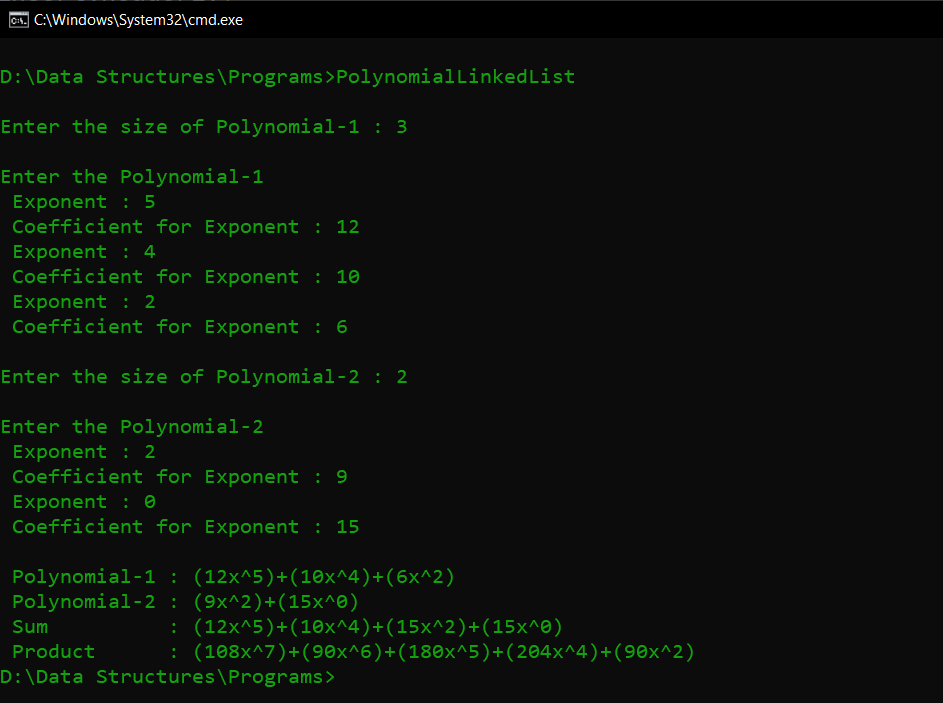 C:\Windows\System32\cmd.exe
D:\Data Structures\Programs>PolynomialLinkedList
Enter the size of Polynomial-1 : 3
Enter the Polynomial-1
Exponent : 5
Coefficient for Exponent : 12
Exponent : 4
Coefficient for Exponent : 10
Exponent : 2
Coefficient for Exponent : 6
Enter the size of Polynomial-2 : 2
Enter the Polynomial-2
Exponent : 2
Coefficient for Exponent : 9
Exponent : 0
Coefficient for Exponent : 15
Polynomial-1 : (12x^5)+(10x^4)+(6x^2)
Polynomial-2 : (9x^2)+(15x^0)
Sum          : (12x^5)+(10x^4)+(15x^2)+(15x^0)
Product      : (108x^7)+(90x^6)+(180x^5)+(204x^4)+(90x^2)
D:\Data Structures\Programs>